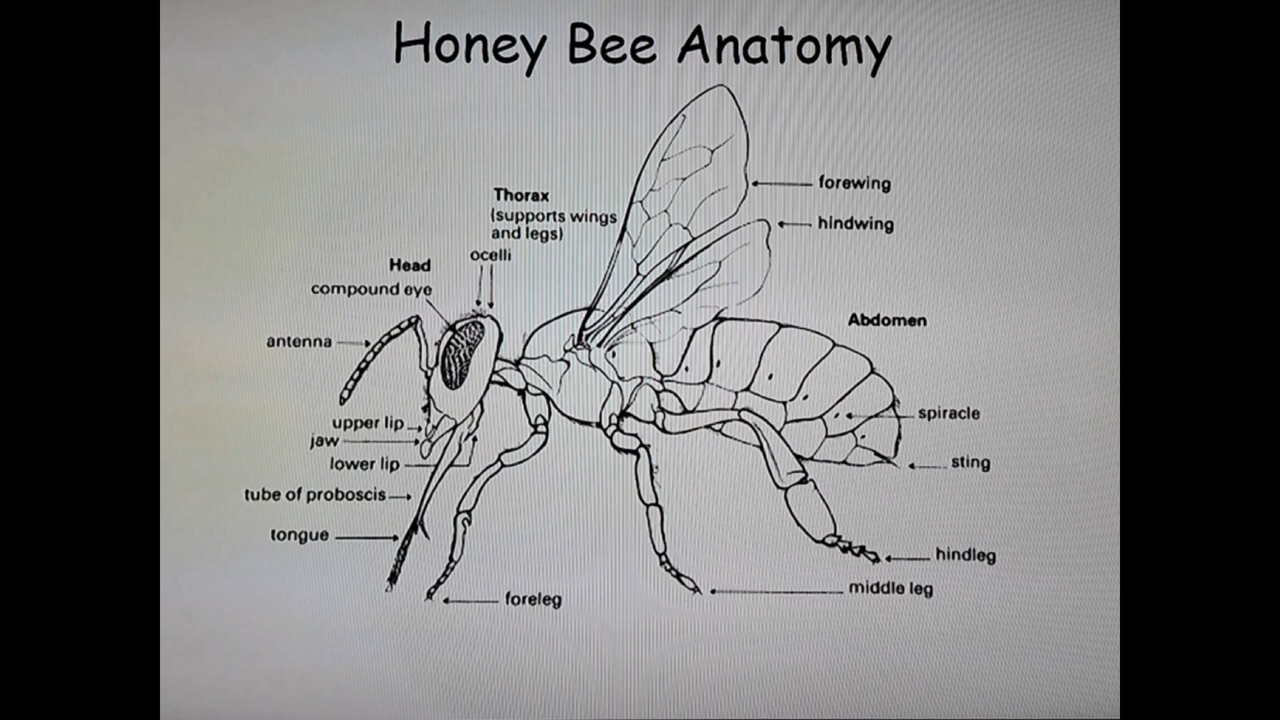 Honey Bee Anatomy
forewing
Thorax
(supports wings
and legs)
hindwing
ocelli
Head
compound eye
Abdomen
antenna
spiracle
upper lip
jaw
lower lip
sting
tube of proboscis
tongue
hindleg
middle leg
foreleg